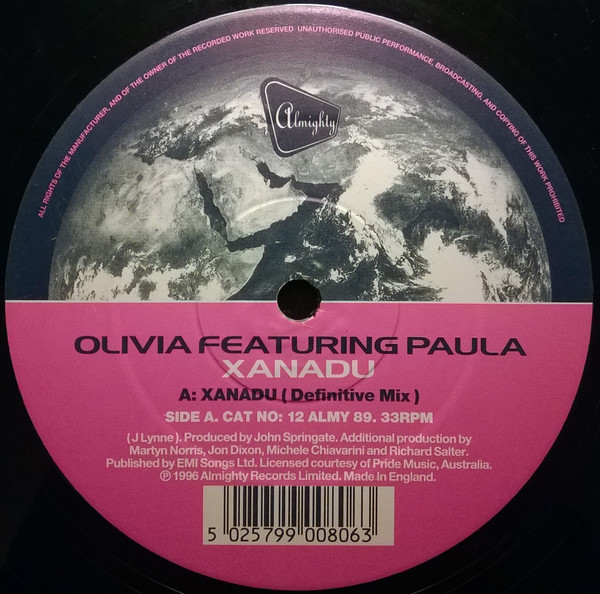 ALL RIGHTS OF THE MANUFACTURER, AND OF THE OWNER OF THE RECORDED WORK RESERVED UNAUTHORISED PUBLIC PERFORMANCE, BROADCASTING, AND COPYING OF THIS WORK PROHIBITED
almighty
OLIVIA FEATURING PAULA
XANADU
A: XANADU ( Definitive Mix )
SIDE A. CAT NO: 12 ALMY 89. 33RPM
( J Lynne ). Produced by John Springate. Additional production by
Martyn Norris, Jon Dixon, Michele Chiavarini and Richard Salter.
Published by EMI Songs Ltd. Licensed courtesy of Pride Music, Australia.
℗ 1996 Almighty Records Limited. Made In England.
5 025799 008063